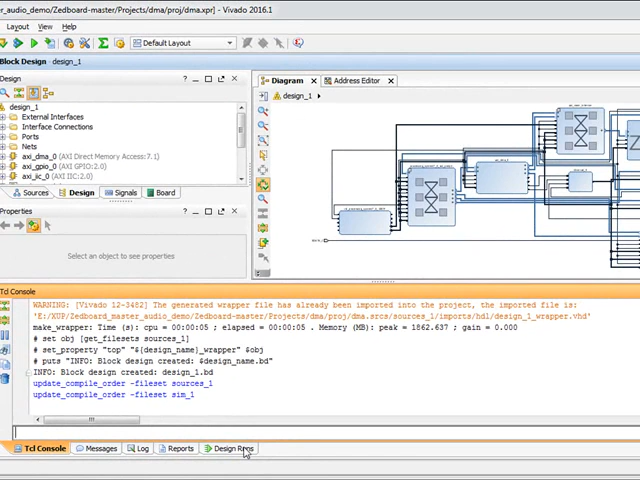 er_audio_demo/Zedboard-master/Projects/dma/proj/dma.xpr] - Vivado 2016.1
Layout View Help
Default Layout
Block Design design_1
Design
design_1
External Interfaces
Interface Connections
Ports
Nets
axi_dma_0 (AXI Direct Memory Access:7.1)
axi_gpio_0 (AXI GPIO:2.0)
axi_iic_0 (AXI IIC:2.0)
Sources Design Signals Board
Properties
Select an object to see properties
Diagram Address Editor
design_1
Tcl Console
WARNING: [Vivado 12-3482] The generated wrapper file has already been imported into the project, the imported file is:
'E:/XUP/Zedboard_master_audio_demo/Zedboard-master/Projects/dma/dma.srcs/sources_1/imports/hdl/design_1_wrapper.vhd'
make_wrapper: Time (s): cpu = 00:00:05 ; elapsed = 00:00:05 . Memory (MB): peak = 1862.637 ; gain = 0.000
# set obj [get_filesets sources_1]
# set_property "top" "${design_name}_wrapper" $obj
# puts "INFO: Block design created: $design_name.bd"
INFO: Block design created: design_1.bd
update_compile_order -fileset sources_1
update_compile_order -fileset sim_1
Tcl Console Messages Log Reports Design Runs